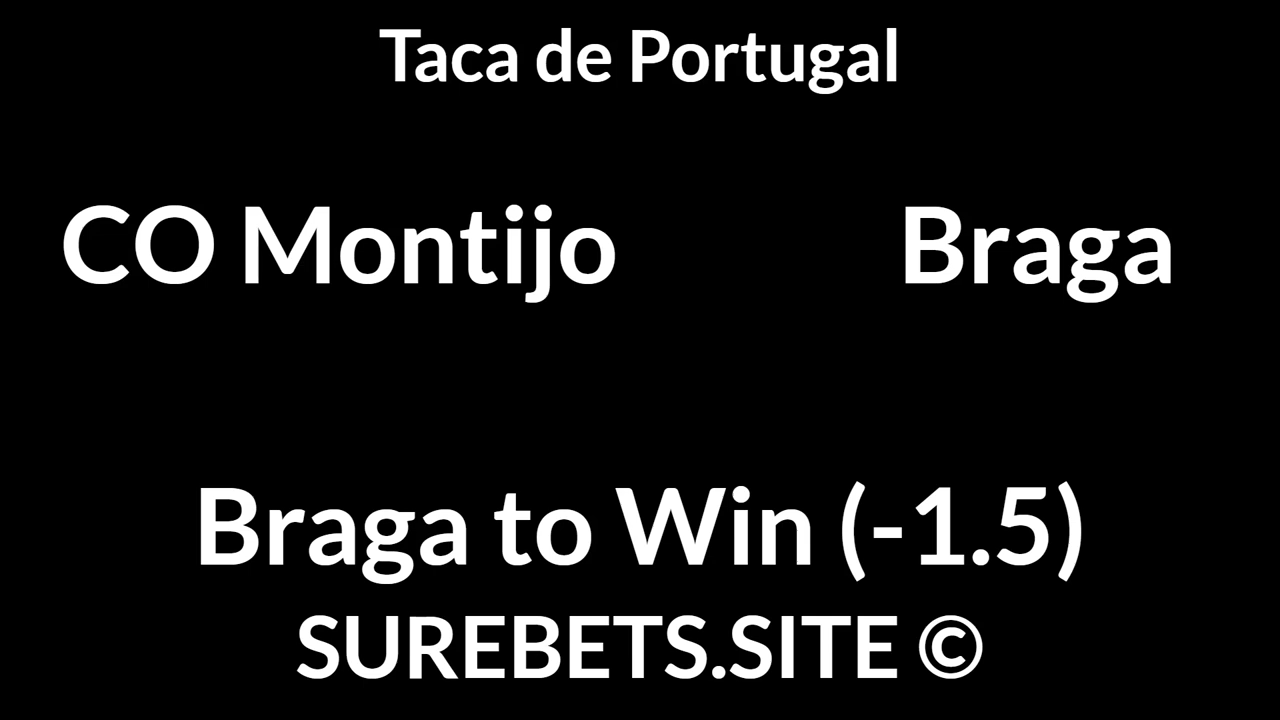 Taca de Portugal
CO Montijo Braga
Braga to Win (-1.5)
SUREBETS.SITE ©